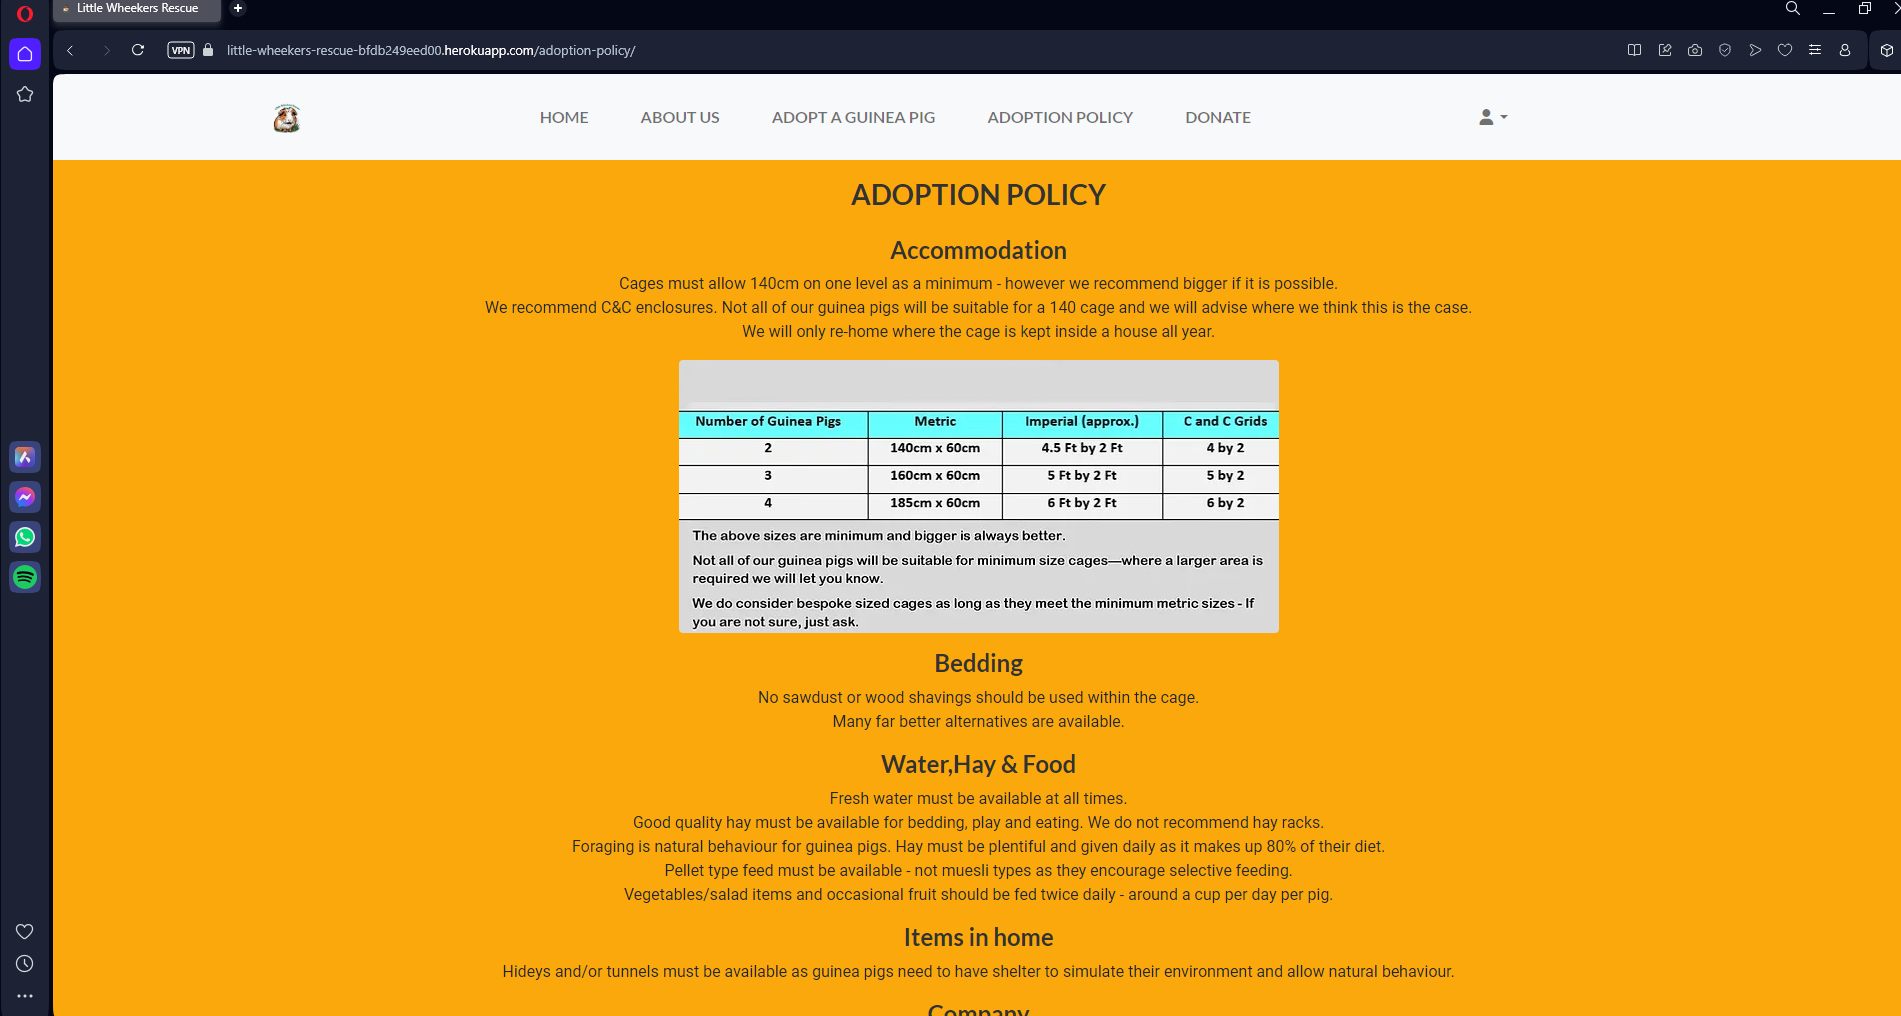 Little Wheekers Rescue
VPN
little-wheekers-rescue-bfdb249eed00.herokuapp.com/adoption-policy/
HOME ABOUT US ADOPT A GUINEA PIG ADOPTION POLICY DONATE
ADOPTION POLICY
Accommodation
Cages must allow 140cm on one level as a minimum - however we recommend bigger if it is possible.
We recommend C&C enclosures. Not all of our guinea pigs will be suitable for a 140 cage and we will advise where we think this is the case.
We will only re-home where the cage is kept inside a house all year.
Number of Guinea Pigs Metric Imperial (approx.) C and C Grids
2 140cm x 60cm 4.5 Ft by 2 Ft 4 by 2
3 160cm x 60cm 5 Ft by 2 Ft 5 by 2
4 185cm x 60cm 6 Ft by 2 Ft 6 by 2
The above sizes are minimum and bigger is always better.
Not all of our guinea pigs will be suitable for minimum size cages—where a larger area is
required we will let you know.
We do consider bespoke sized cages as long as they meet the minimum metric sizes - If
you are not sure, just ask.
Bedding
No sawdust or wood shavings should be used within the cage.
Many far better alternatives are available.
Water,Hay & Food
Fresh water must be available at all times.
Good quality hay must be available for bedding, play and eating. We do not recommend hay racks.
Foraging is natural behaviour for guinea pigs. Hay must be plentiful and given daily as it makes up 80% of their diet.
Pellet type feed must be available - not muesli types as they encourage selective feeding.
Vegetables/salad items and occasional fruit should be fed twice daily - around a cup per day per pig.
Items in home
Hideys and/or tunnels must be available as guinea pigs need to have shelter to simulate their environment and allow natural behaviour.
Company